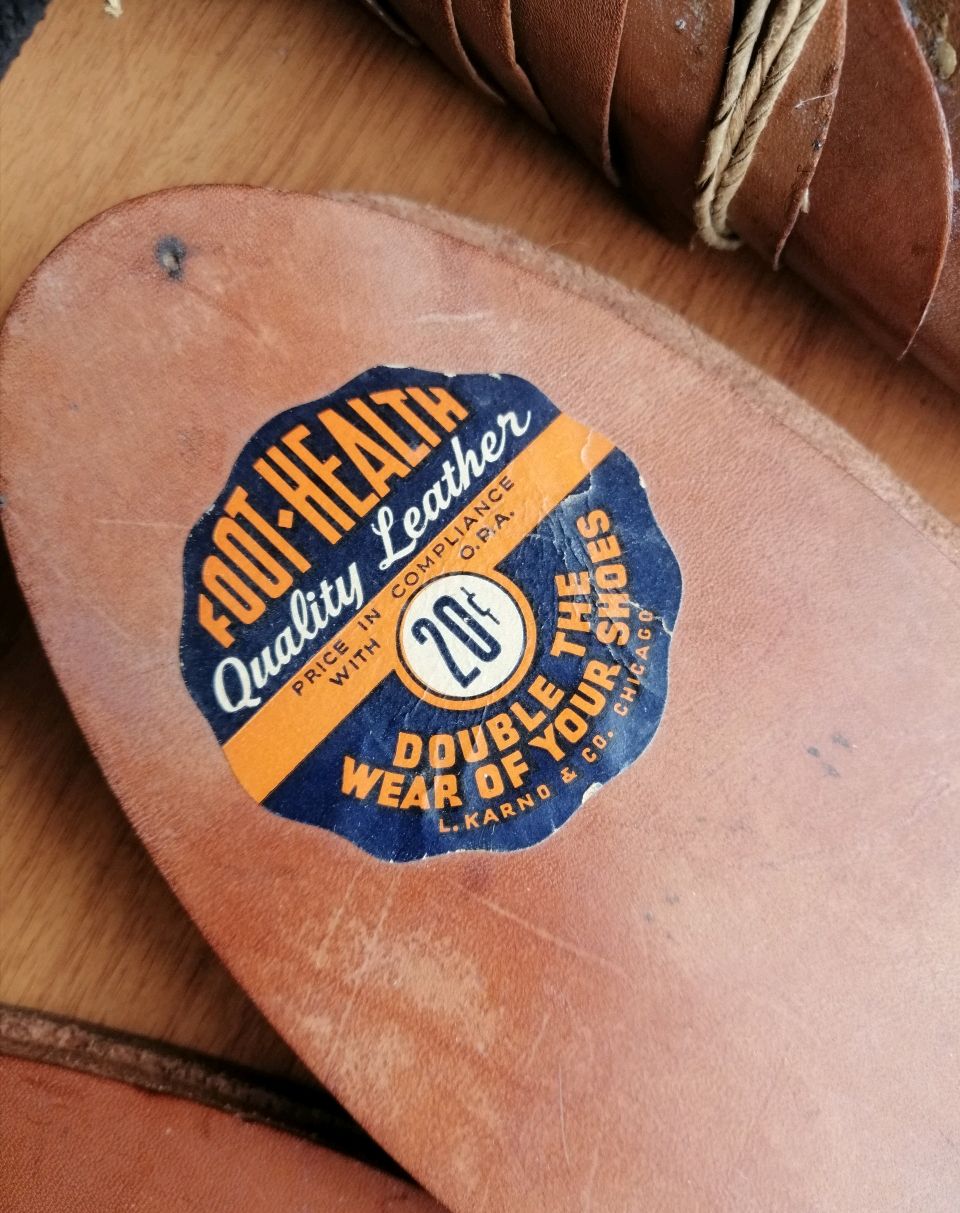 FOOT·HEALTH
Quality Leather
PRICE IN COMPLIANCE
WITH O.P.A.
20¢
DOUBLE THE
WEAR OF YOUR SHOES
L. KARNO & CO. CHICAGO